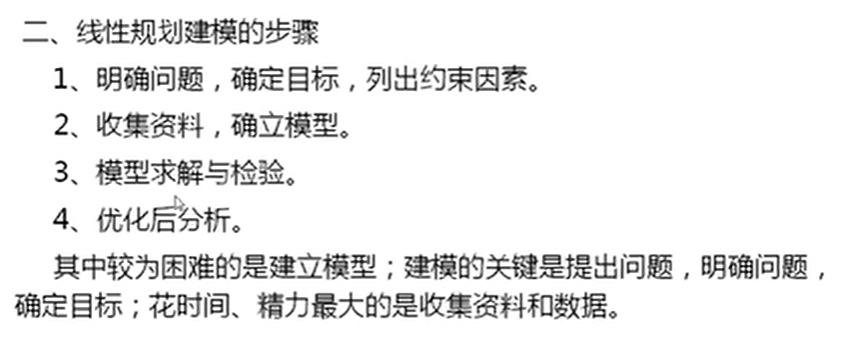 二、线性规划建模的步骤
1、明确问题，确定目标，列出约束因素。
2、收集资料，确立模型。
3、模型求解与检验。
4、优化后分析。
其中较为困难的是建立模型；建模的关键是提出问题，明确问题，
确定目标；花时间、精力最大的是收集资料和数据。